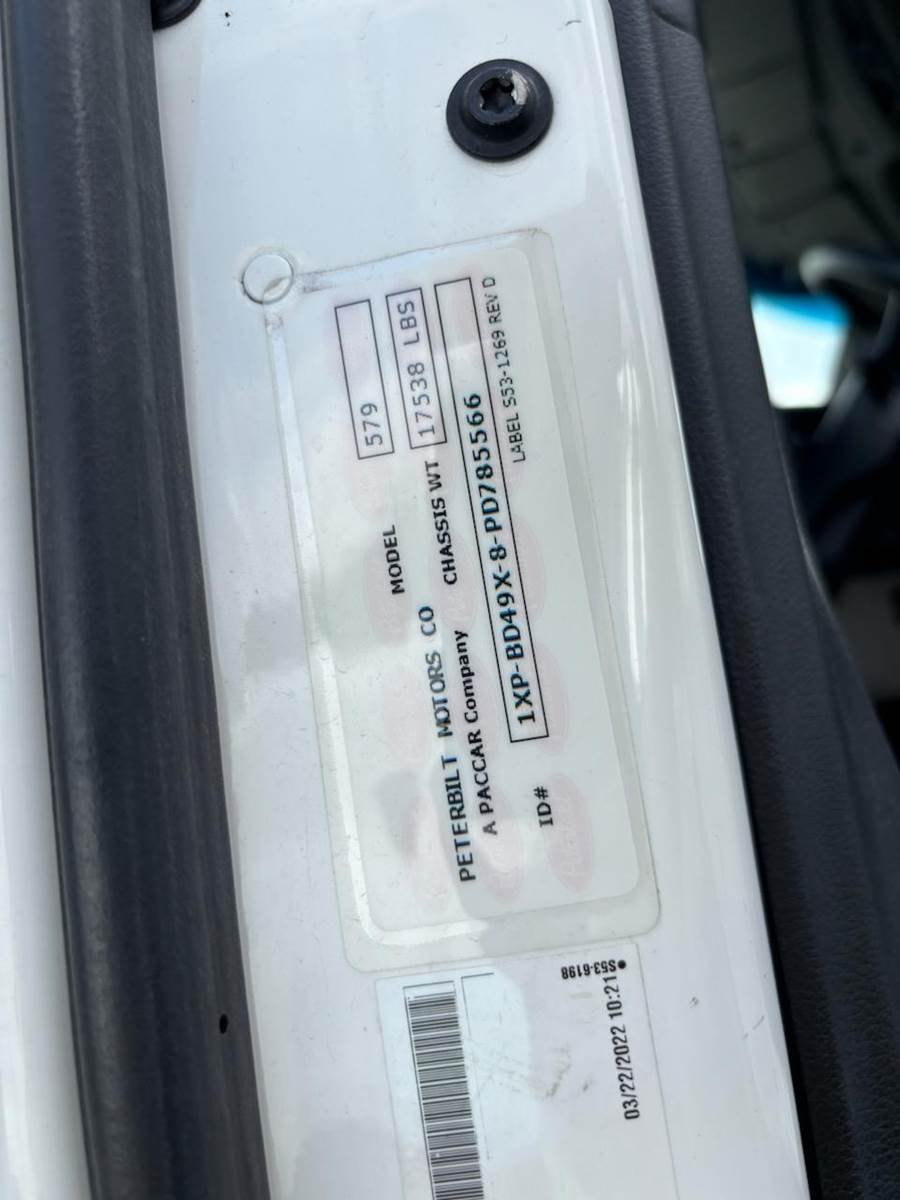 MODEL 579
PETERBILT MOTORS CO CHASSIS WT 17538 LBS
A PACCAR Company
ID# 1XP-BD49X-8-PD785566
LABEL S53-1269 REV D
S53-6198
03/22/2022 10:21